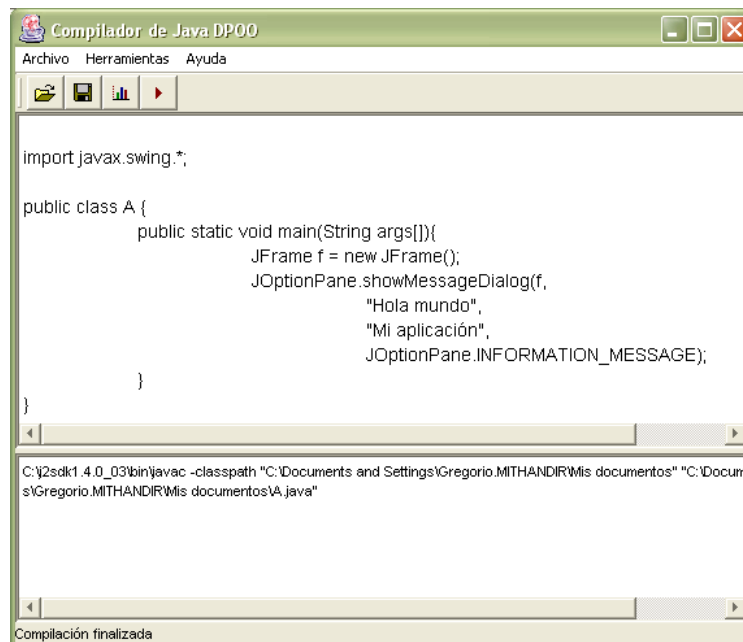 Compilador de Java DPOO
Archivo Herramientas Ayuda
import javax.swing.*;
public class A {
public static void main(String args[]){
JFrame f = new JFrame();
JOptionPane.showMessageDialog(f,
"Hola mundo",
"Mi aplicación",
JOptionPane.INFORMATION_MESSAGE);
}
}
C:\j2sdk1.4.0_03\bin\javac -classpath "C:\Documents and Settings\Gregorio.MITHANDIR\Mis documentos" "C:\Docum
s\Gregorio.MITHANDIR\Mis documentos\A.java"
Compilación finalizada